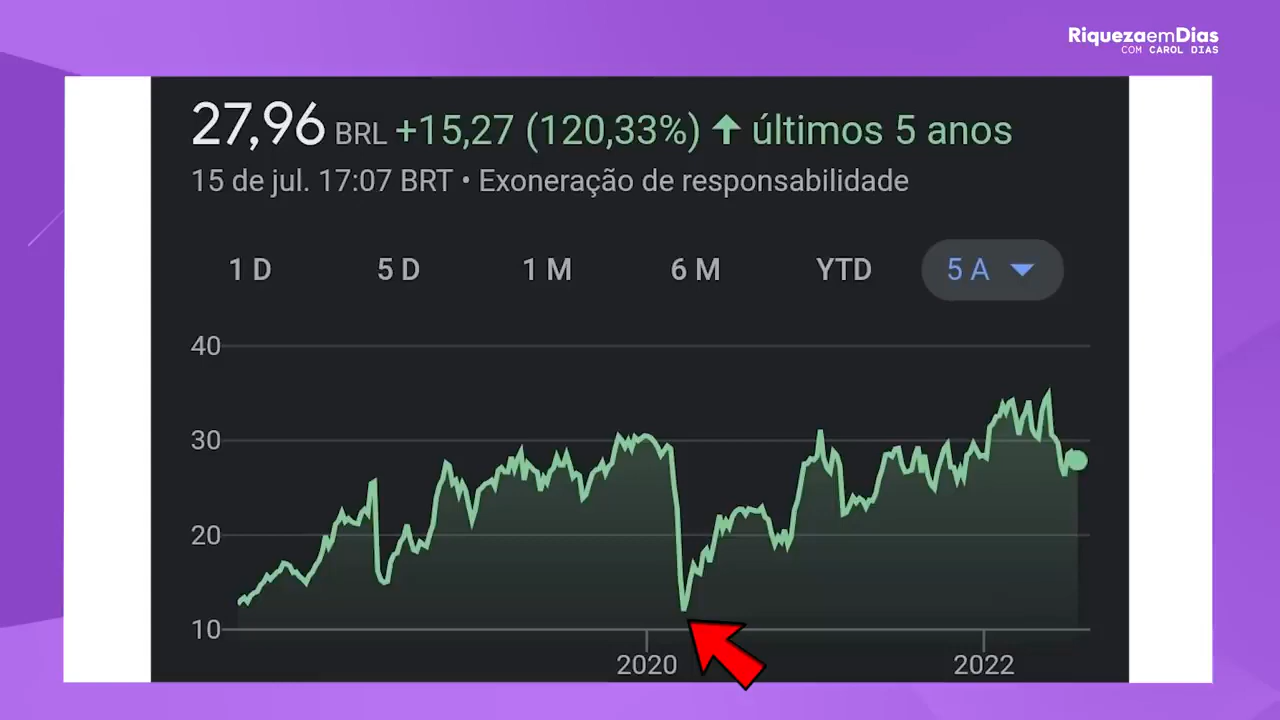 RiquezaemDias
COM CAROL DIAS
27,96 BRL +15,27 (120,33%) ↑ últimos 5 anos
15 de jul. 17:07 BRT • Exoneração de responsabilidade
1 D 5 D 1 M 6 M YTD 5 A
40
30
20
10
2020 2022